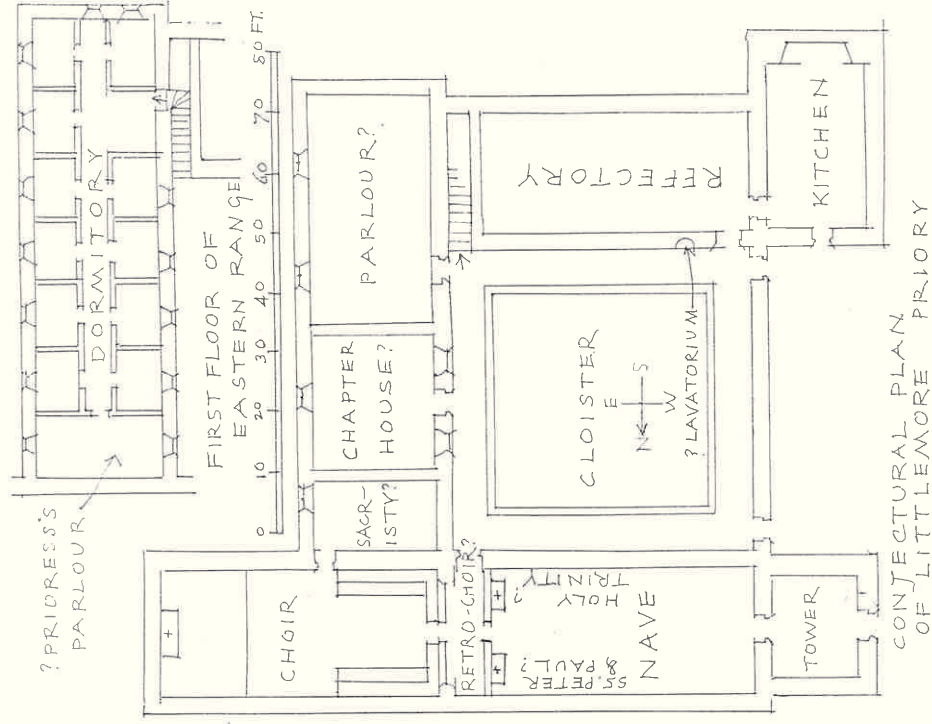 ?PRIORESS'S
PARLOUR
DORMITORY
FIRST FLOOR OF
EASTERN RANGE
0 10 20 30 40 50 60 70 80 FT.
SACR-
ISTY?
CHAPTER
HOUSE?
PARLOUR?
CHOIR
RETRO-CHOIR?
SS. PETER
& PAUL?
HOLY
TRINITY
?
NAVE
TOWER
CLOISTER
N
E
S
W
?LAVATORIUM
REFECTORY
KITCHEN
CONJECTURAL PLAN
OF LITTLEMORE PRIORY